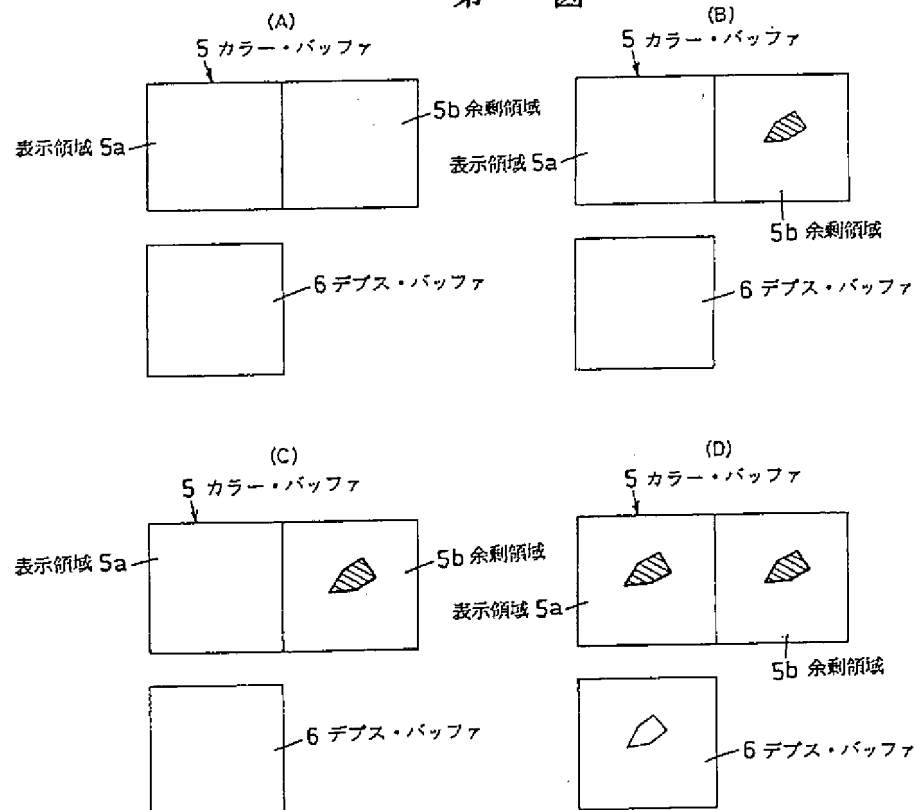 第 図
(A)
5 カラー・バッファ
表示領域 5a
5b 余剰領域
6 デプス・バッファ
(B)
5 カラー・バッファ
表示領域 5a
5b 余剰領域
6 デプス・バッファ
(C)
5 カラー・バッファ
表示領域 5a
5b 余剰領域
6 デプス・バッファ
(D)
5 カラー・バッファ
表示領域 5a
5b 余剰領域
6 デプス・バッファ